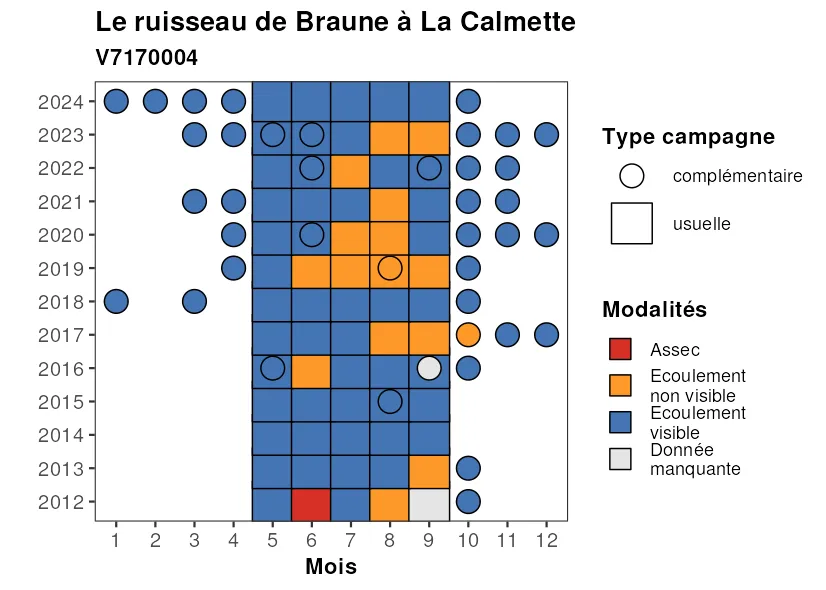 Le ruisseau de Braune à La Calmette
V7170004
2024
2023
2022
2021
2020
2019
2018
2017
2016
2015
2014
2013
2012
1 2 3 4 5 6 7 8 9 10 11 12
Mois
Type campagne
complémentaire
usuelle
Modalités
Assec
Ecoulement
non visible
Ecoulement
visible
Donnée
manquante